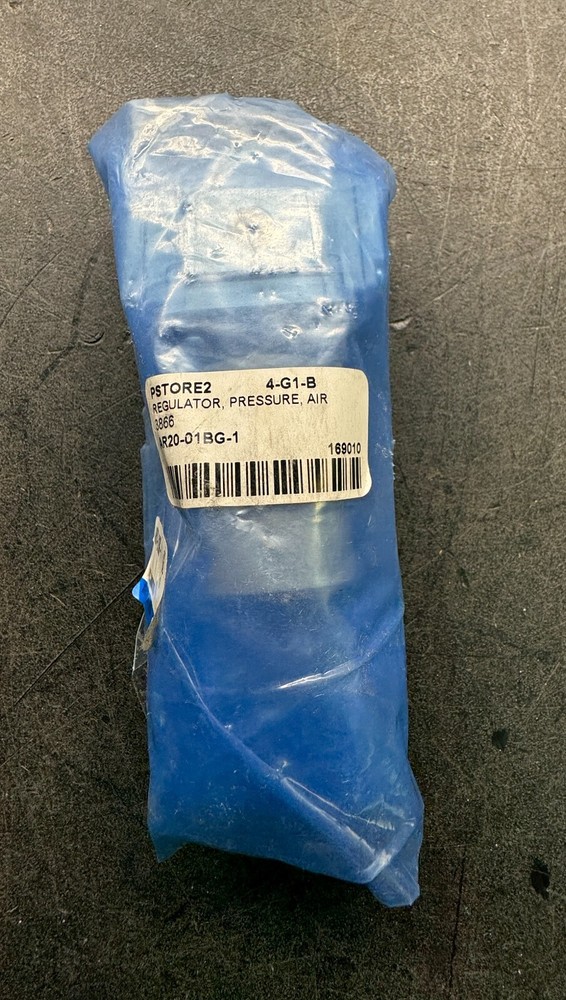 PSTORE2 4-G1-B
REGULATOR, PRESSURE, AIR
3866
AR20-01BG-1
169010